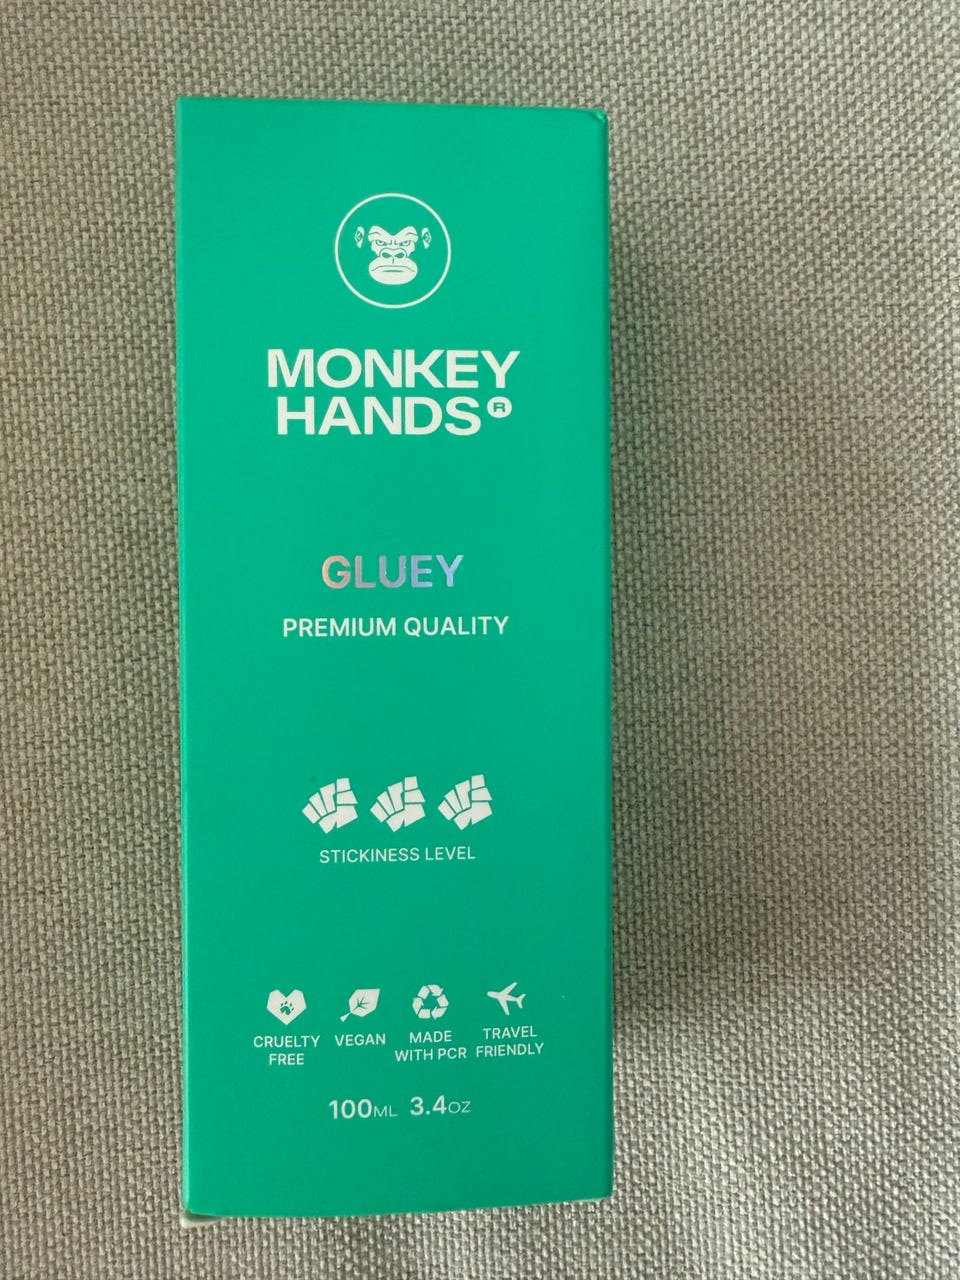 MONKEY
HANDS®
GLUEY
PREMIUM QUALITY
STICKINESS LEVEL
CRUELTY FREE
VEGAN
MADE WITH PCR
TRAVEL FRIENDLY
100ML 3.4OZ